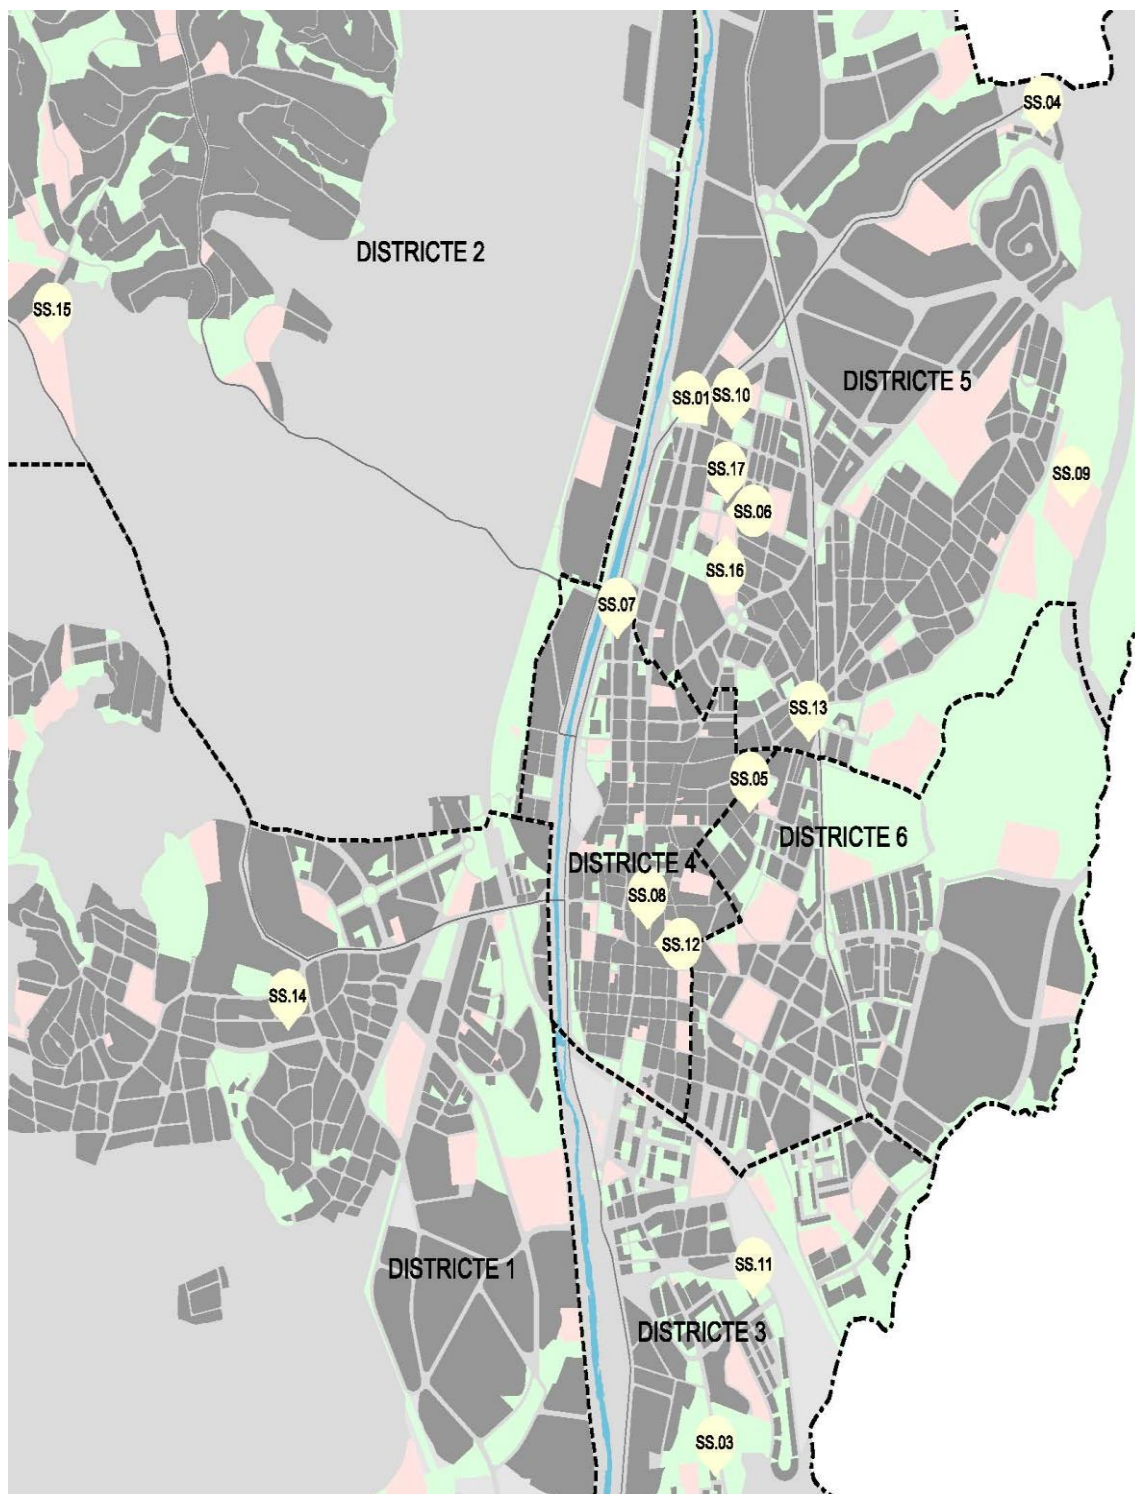 SS.04
DISTRICTE 2
SS.15
DISTRICTE 5
SS.01
SS.10
SS.17
SS.09
SS.06
SS.16
SS.07
SS.13
SS.05
DISTRICTE 6
DISTRICTE 4
SS.08
SS.12
SS.14
SS.11
DISTRICTE 1
DISTRICTE 3
SS.03